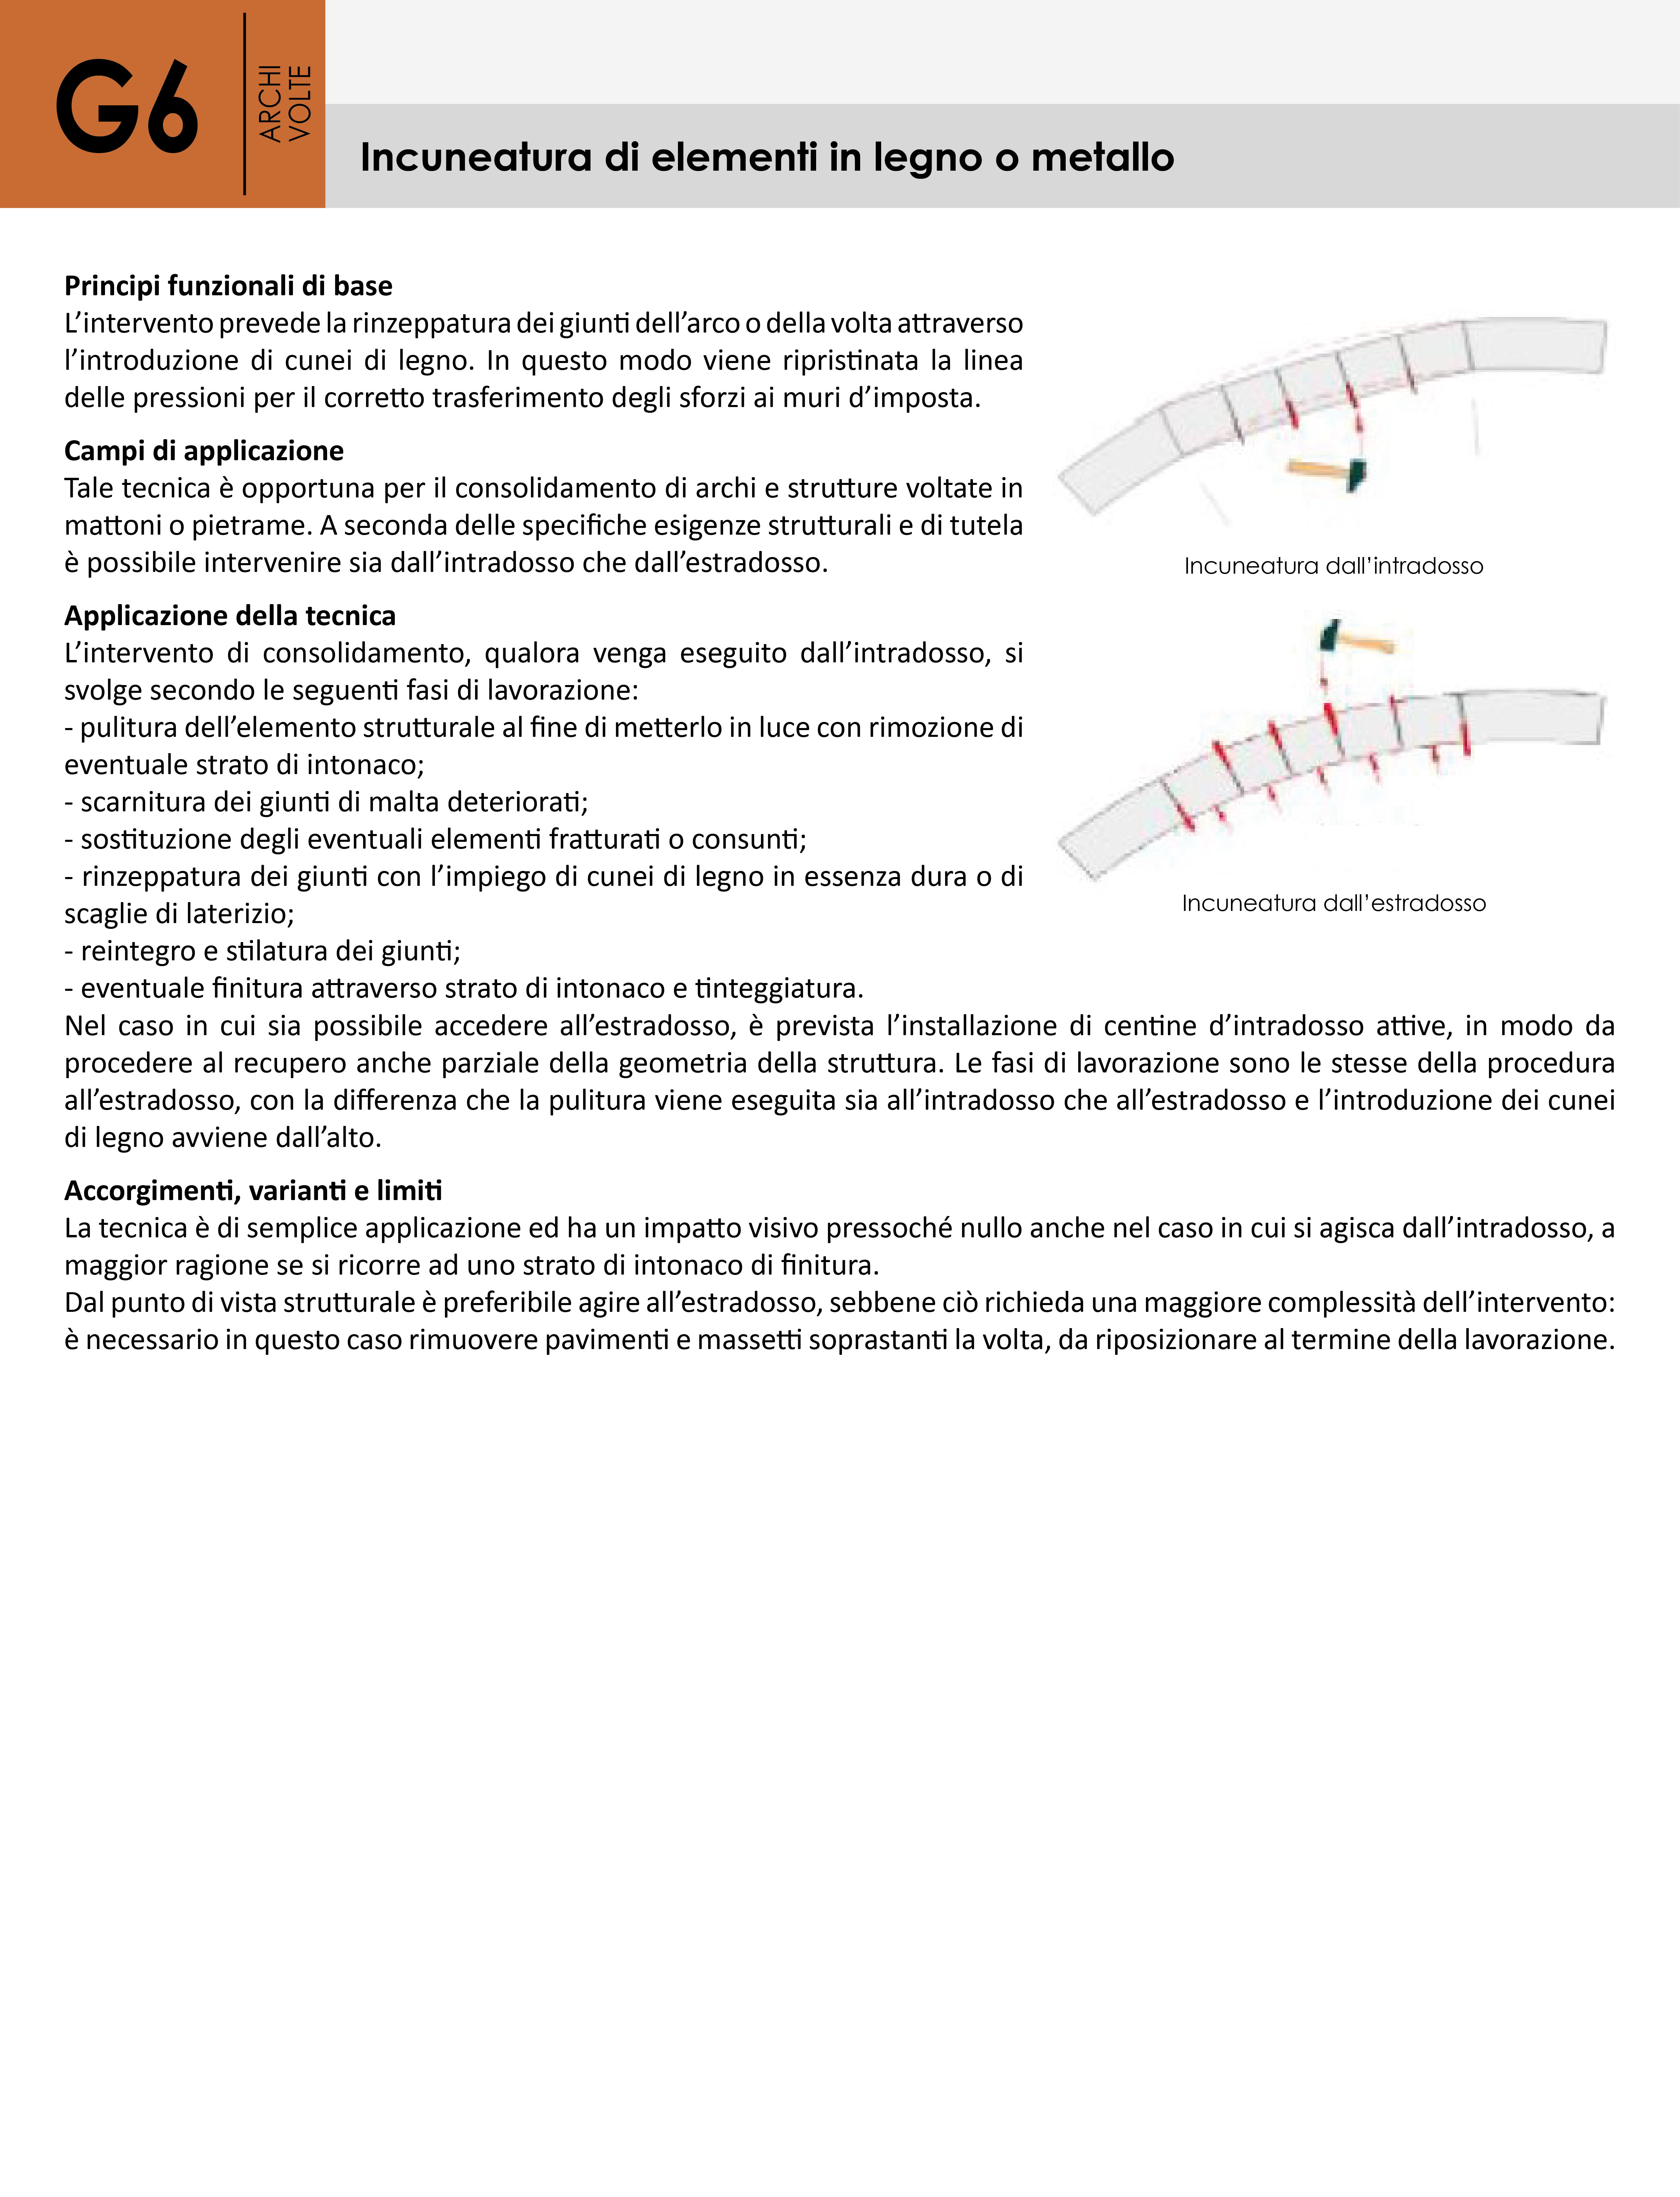 G6
ARCHI
VOLTE
Incuneatura di elementi in legno o metallo
Principi funzionali di base
L’intervento prevede la rinzeppatura dei giunti dell’arco o della volta attraverso
l’introduzione di cunei di legno. In questo modo viene ripristinata la linea
delle pressioni per il corretto trasferimento degli sforzi ai muri d’imposta.
Campi di applicazione
Tale tecnica è opportuna per il consolidamento di archi e strutture voltate in
mattoni o pietrame. A seconda delle specifiche esigenze strutturali e di tutela
è possibile intervenire sia dall’intradosso che dall’estradosso.
Applicazione della tecnica
L’intervento di consolidamento, qualora venga eseguito dall’intradosso, si
svolge secondo le seguenti fasi di lavorazione:
- pulitura dell’elemento strutturale al fine di metterlo in luce con rimozione di
eventuale strato di intonaco;
- scarnitura dei giunti di malta deteriorati;
- sostituzione degli eventuali elementi fratturati o consunti;
- rinzeppatura dei giunti con l’impiego di cunei di legno in essenza dura o di
scaglie di laterizio;
- reintegro e stilatura dei giunti;
- eventuale finitura attraverso strato di intonaco e tinteggiatura.
Nel caso in cui sia possibile accedere all’estradosso, è prevista l’installazione di centine d’intradosso attive, in modo da
procedere al recupero anche parziale della geometria della struttura. Le fasi di lavorazione sono le stesse della procedura
all’estradosso, con la differenza che la pulitura viene eseguita sia all’intradosso che all’estradosso e l’introduzione dei cunei
di legno avviene dall’alto.
Accorgimenti, varianti e limiti
La tecnica è di semplice applicazione ed ha un impatto visivo pressoché nullo anche nel caso in cui si agisca dall’intradosso, a
maggior ragione se si ricorre ad uno strato di intonaco di finitura.
Dal punto di vista strutturale è preferibile agire all’estradosso, sebbene ciò richieda una maggiore complessità dell’intervento:
è necessario in questo caso rimuovere pavimenti e massetti soprastanti la volta, da riposizionare al termine della lavorazione.
Incuneatura dall’intradosso
Incuneatura dall’estradosso